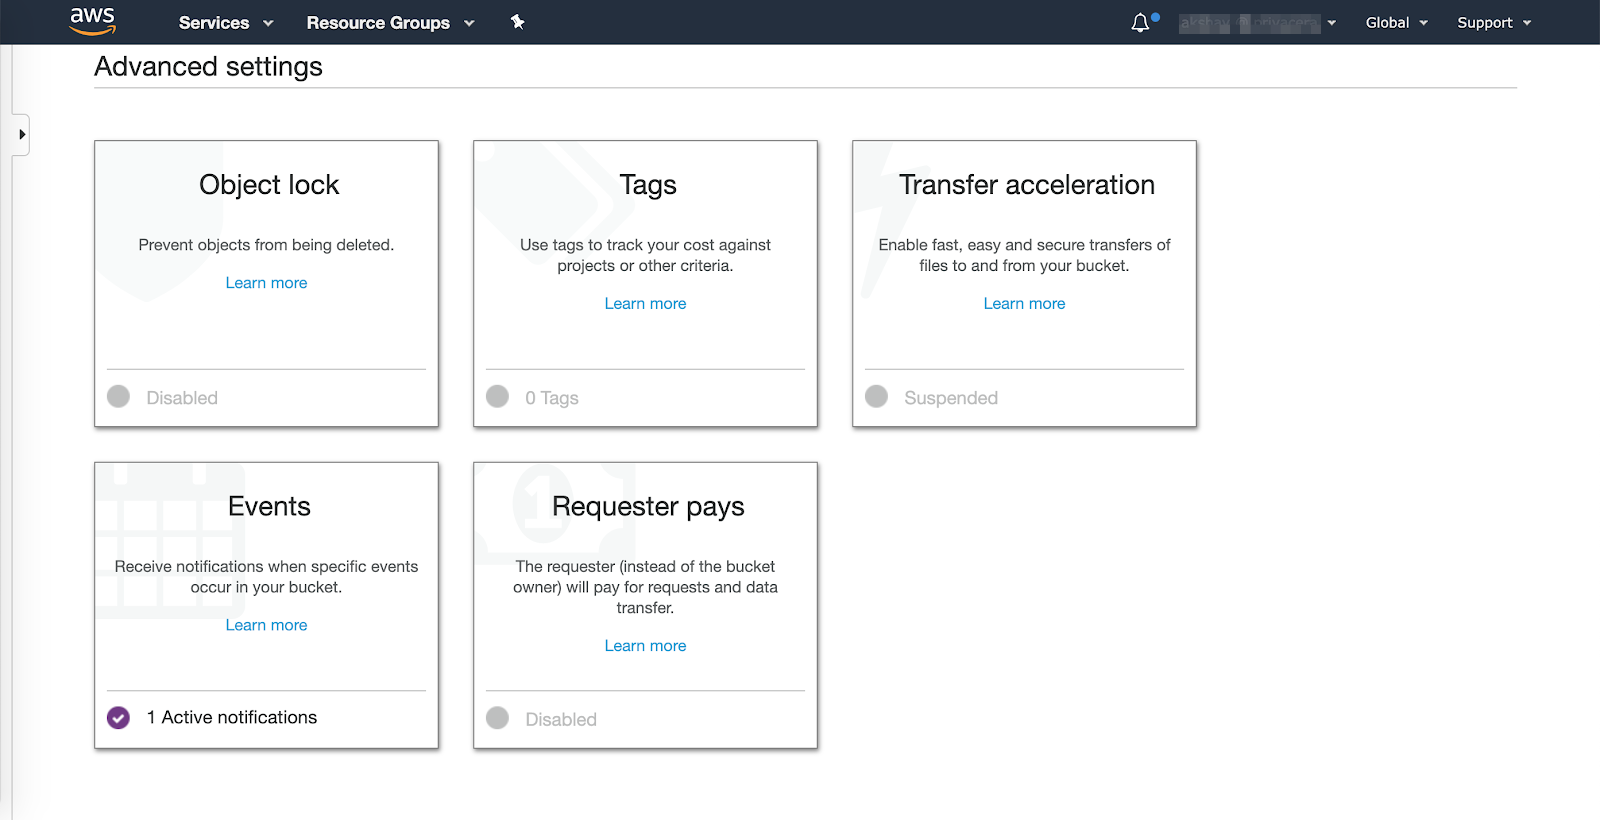 aws Services Resource Groups Global Support
Advanced settings
Object lock
Prevent objects from being deleted.
Learn more
Disabled
Tags
Use tags to track your cost against
projects or other criteria.
Learn more
0 Tags
Transfer acceleration
Enable fast, easy and secure transfers of
files to and from your bucket.
Learn more
Suspended
Events
Receive notifications when specific events
occur in your bucket.
Learn more
1 Active notifications
Requester pays
The requester (instead of the bucket
owner) will pay for requests and data
transfer.
Learn more
Disabled